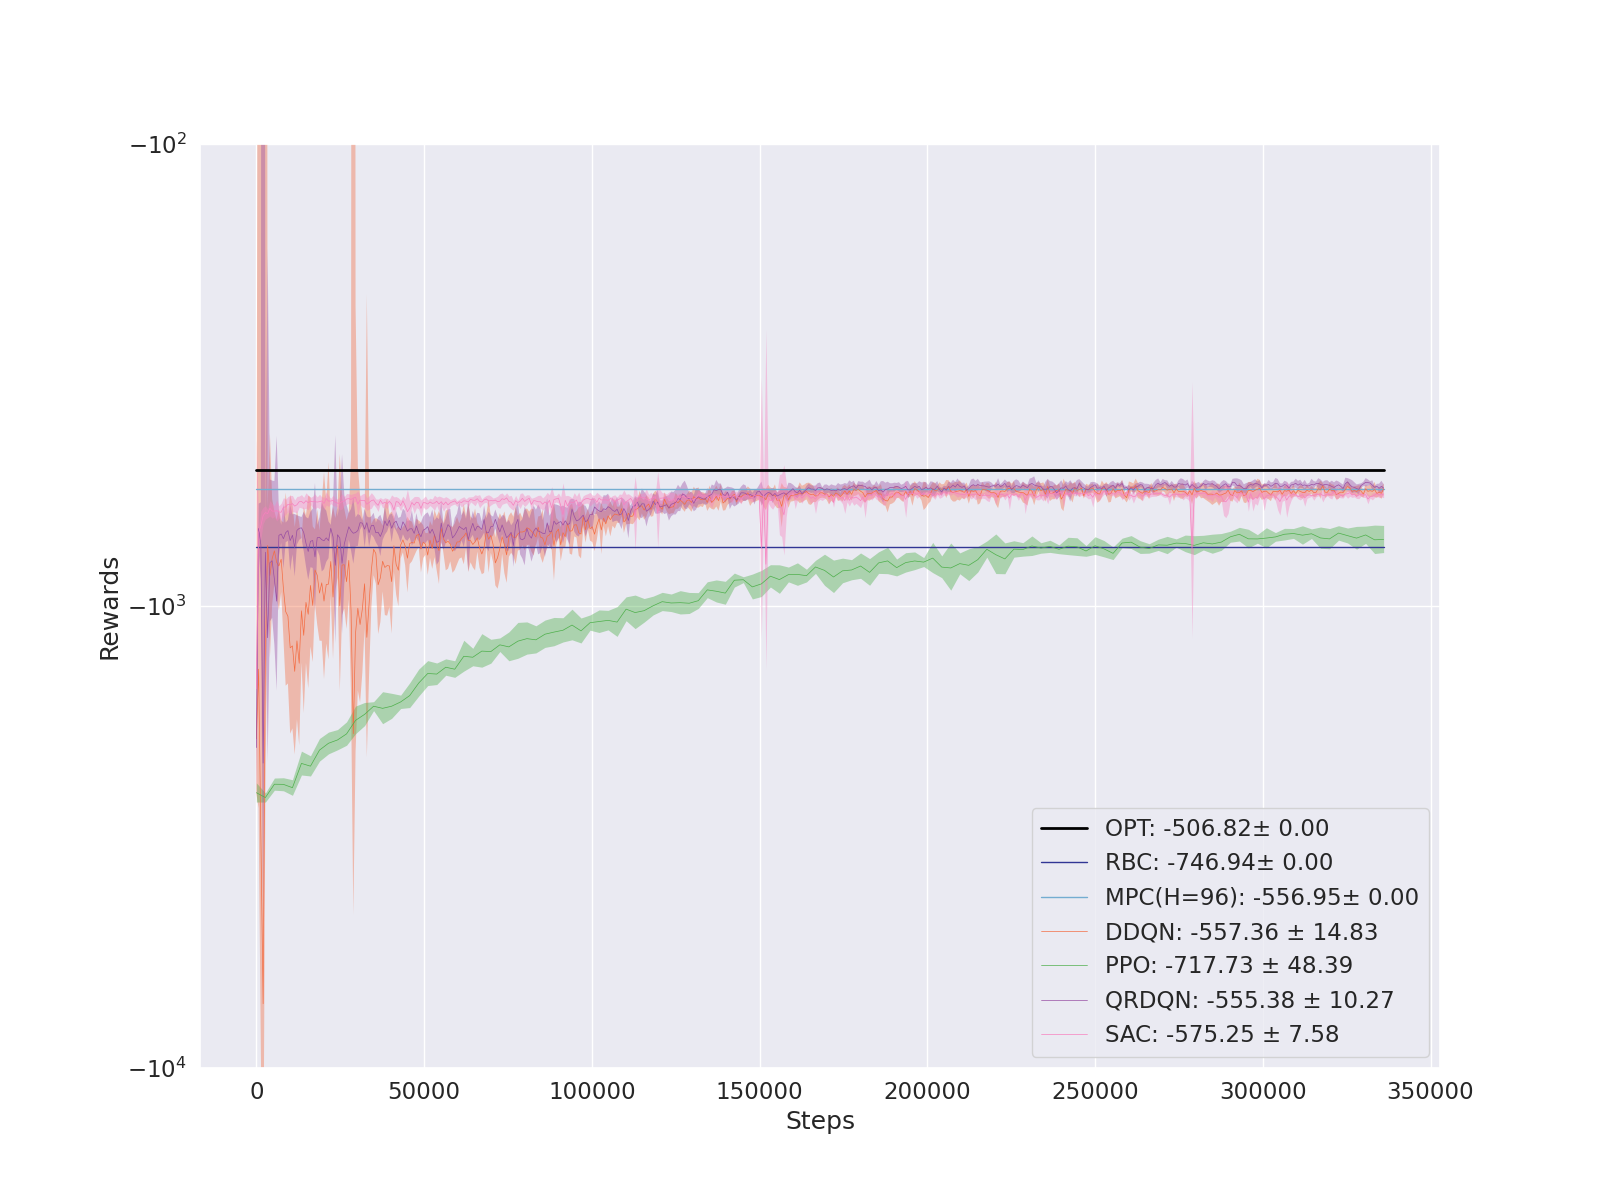 −10²
−10³
−10⁴
Rewards
0
50000
100000
150000
200000
250000
300000
350000
Steps
OPT: -506.82± 0.00
RBC: -746.94± 0.00
MPC(H=96): -556.95± 0.00
DDQN: -557.36 ± 14.83
PPO: -717.73 ± 48.39
QRDQN: -555.38 ± 10.27
SAC: -575.25 ± 7.58